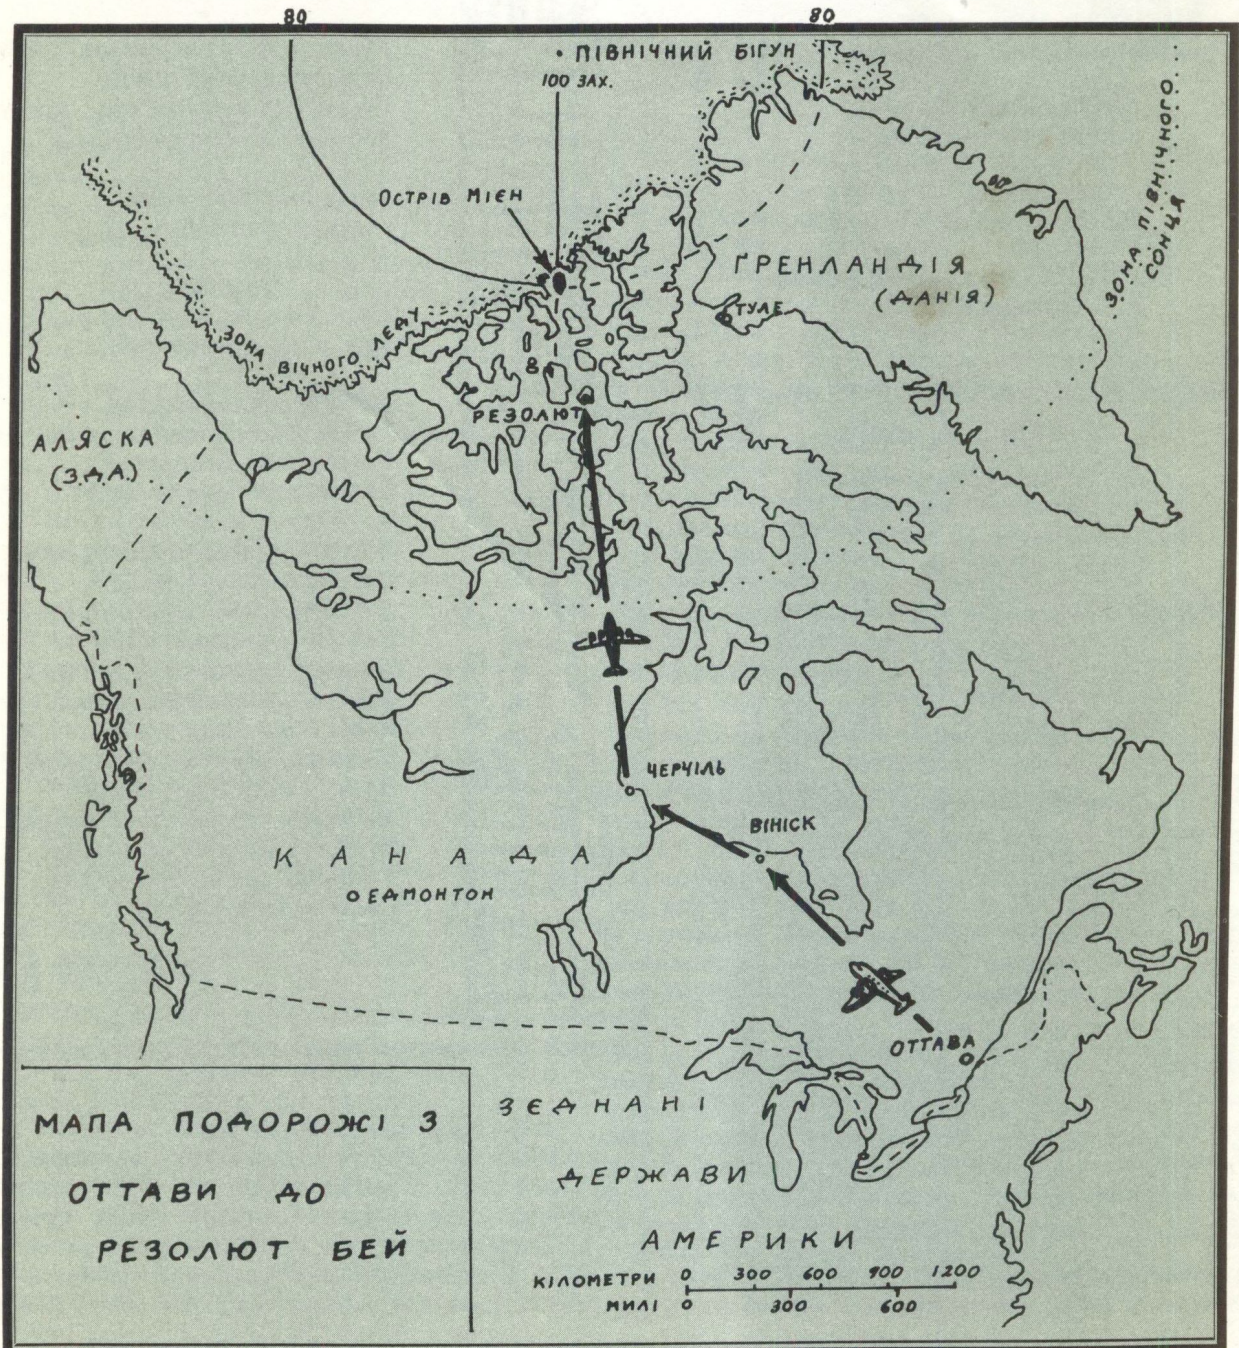 80 80
• ПІВНІЧНИЙ БІГУН
100 ЗАХ.
ЗОНА ПІВНІЧНОГО
СОНЦЯ
ОСТРІВ МІЄН
ҐРЕНЛАНДІЯ
(ДАНІЯ)
ТУЛЕ
ЗОНА ВІЧНОГО ЛЕДУ
РЕЗОЛЮТ
АЛЯСКА
(З.Д.А.)
ЧЕРЧІЛЬ
ВІНІСК
КАНАДА
ЕДМОНТОН
ОТТАВА
МАПА ПОДОРОЖІ З
ОТТАВИ ДО
РЕЗОЛЮТ БЕЙ
ЗЄДНАНІ
ДЕРЖАВИ
АМЕРИКИ
КІЛОМЕТРИ 0 300 600 900 1200
МИЛІ 0 300 600